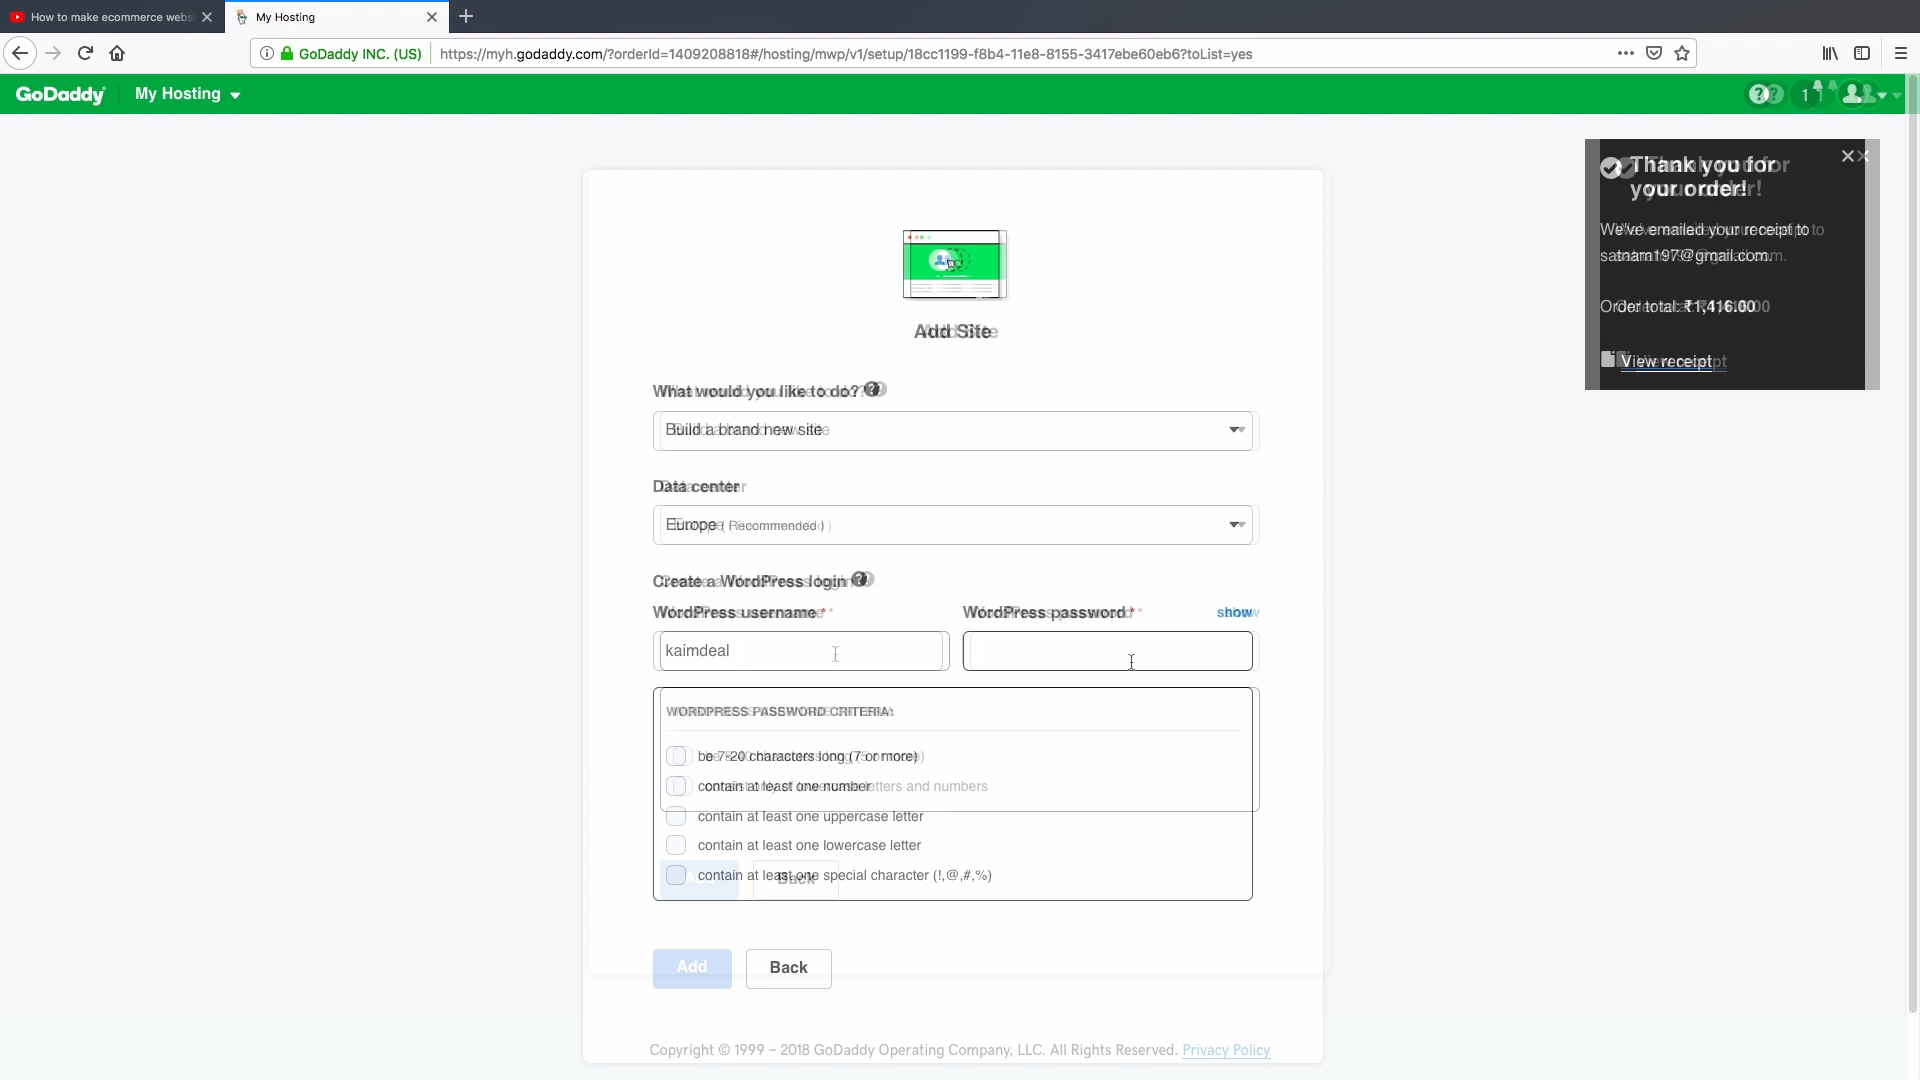 How to make ecommerce webs
My Hosting
GoDaddy INC. (US)
https://myh.godaddy.com/?orderId=1409208818#/hosting/mwp/v1/setup/18cc1199-f8b4-11e8-8155-3417ebe60eb6?toList=yes
GoDaddy
My Hosting
1
Thank you for
your order!
We've emailed your receipt to
Order total: ₹1,416.00
View receipt
Add Site
What would you like to do?
Build a brand new site
Data center
Europe ( Recommended )
Create a WordPress login
WordPress username *
WordPress password *
show
kaimdeal
WORDPRESS PASSWORD CRITERIA:
be 7-20 characters long (7 or more)
contain at least one number
contain at least one uppercase letter
contain at least one lowercase letter
contain at least one special character (!,@,#,%)
Back
Add
Back
Copyright © 1999 – 2018 GoDaddy Operating Company, LLC. All Rights Reserved. Privacy Policy